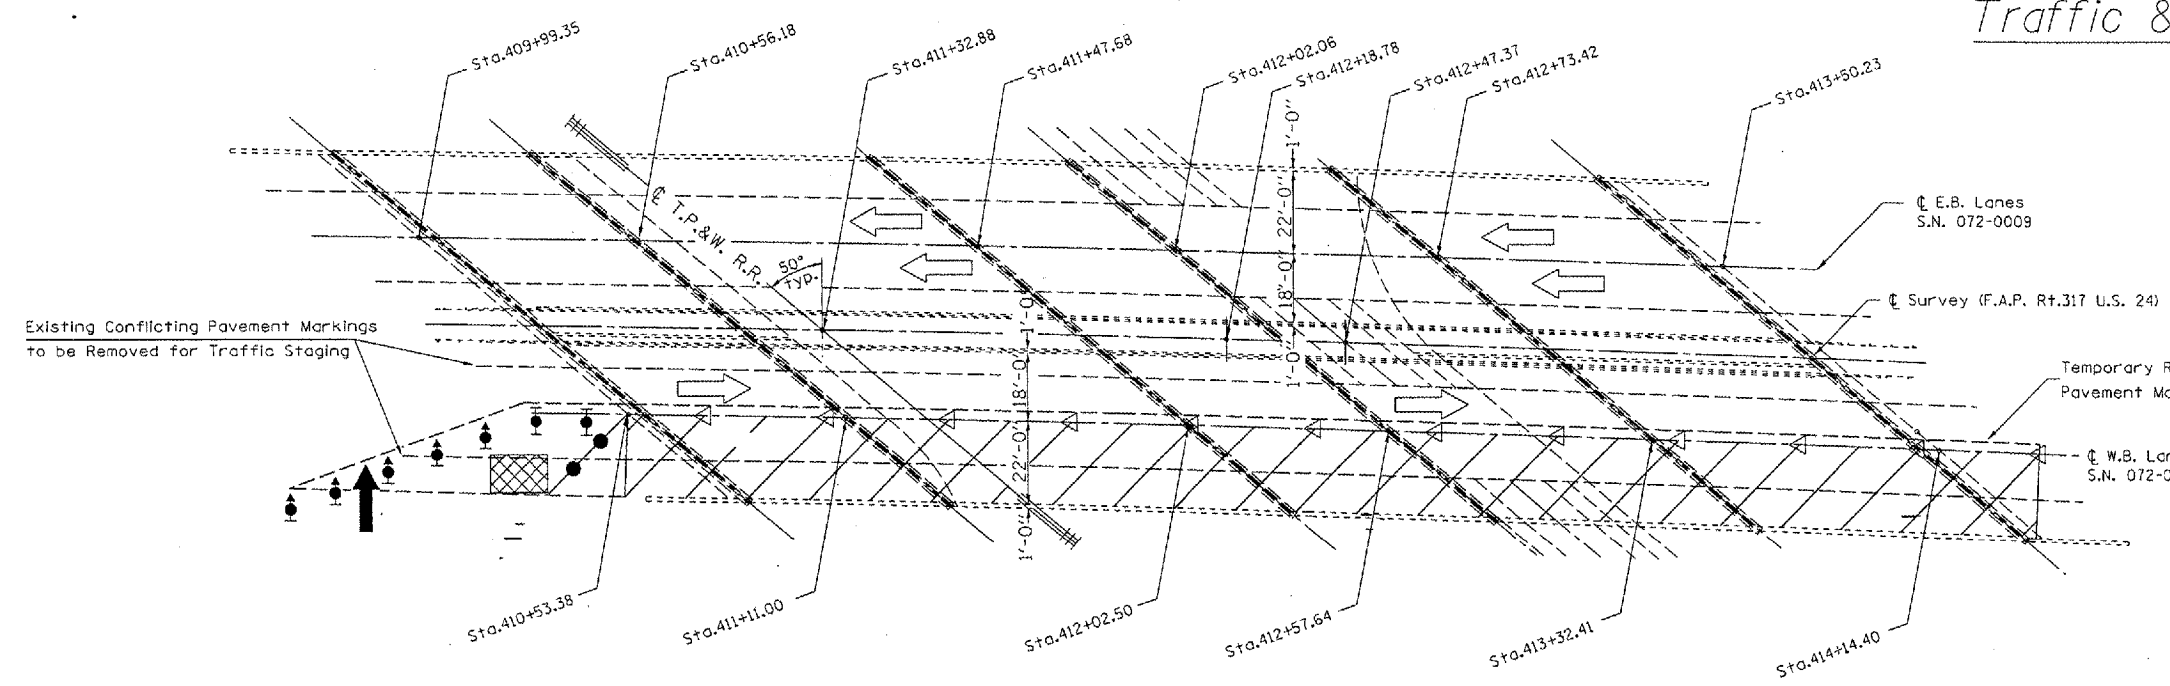 Traffic &
Sta.409+99.35
Sta.410+56.18
Sta.411+32.88
Sta.411+47.68
Sta.412+02.06
Sta.412+18.78
Sta.412+47.37
Sta.412+73.42
Sta.413+50.23
1'-0"
22'-0"
18'-0"
1'-0"
℄ E.B. Lanes
S.N. 072-0009
℄ T.P.&W. R.R.
50°
typ.
℄ Survey (F.A.P. Rt.317 U.S. 24)
Existing Conflicting Pavement Markings
to be Removed for Traffic Staging
1'-0"
18'-0"
22'-0"
1'-0"
Temporary R
Pavement Ma
℄ W.B. Lan
S.N. 072-0
Sta.410+53.38
Sta.411+11.00
Sta.412+02.50
Sta.412+57.64
Sta.413+32.41
Sta.414+14.40